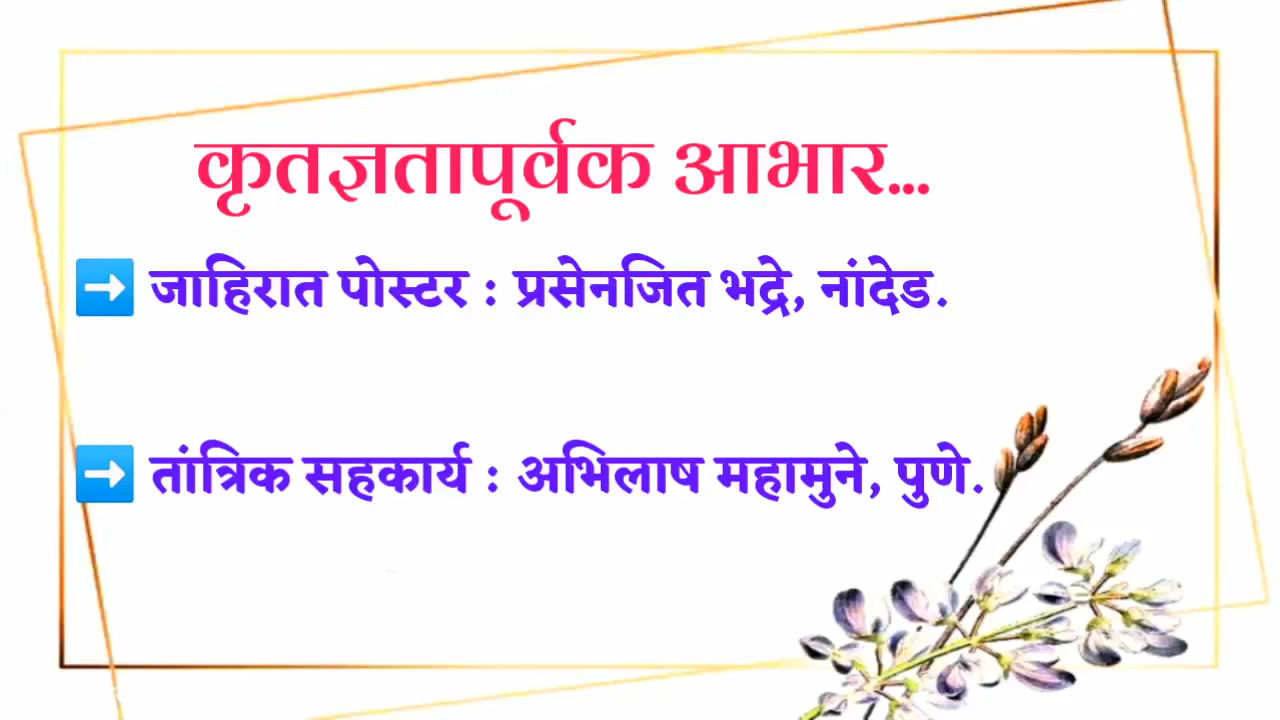 कृतज्ञतापूर्वक आभार...
➡️ जाहिरात पोस्टर : प्रसेनजित भद्रे, नांदेड.
➡️ तांत्रिक सहकार्य : अभिलाष महामुने, पुणे.